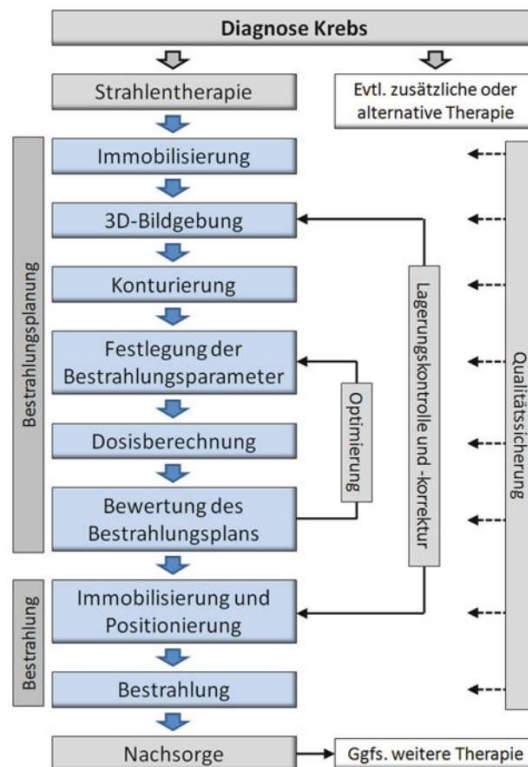 Diagnose Krebs
Strahlentherapie
Evtl. zusätzliche oder
alternative Therapie
Bestrahlungsplanung
Immobilisierung
3D-Bildgebung
Konturierung
Festlegung der
Bestrahlungsparameter
Dosisberechnung
Bewertung des
Bestrahlungsplans
Optimierung
Lagerungskontrolle und -korrektur
Qualitätssicherung
Bestrahlung
Immobilisierung und
Positionierung
Bestrahlung
Nachsorge
Ggfs. weitere Therapie